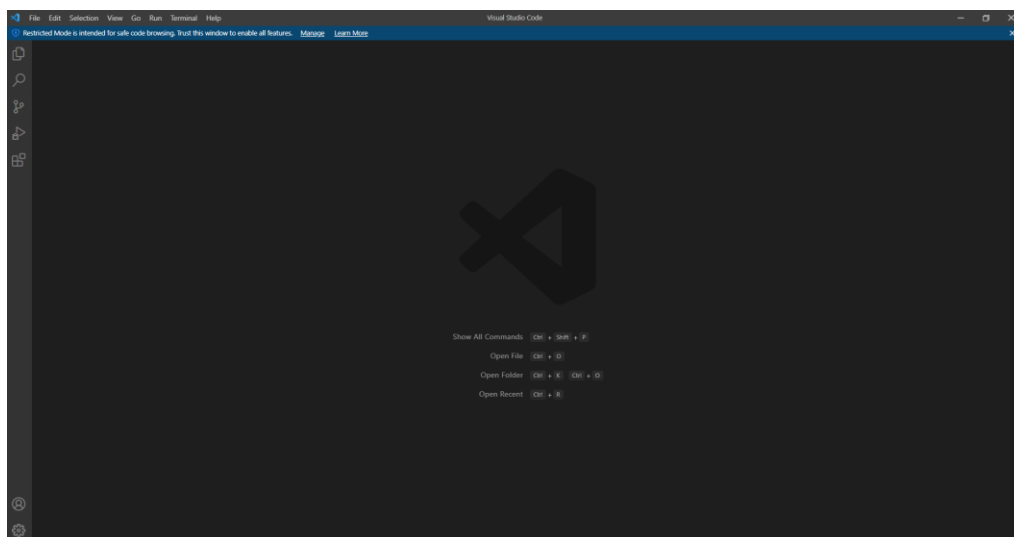 File Edit Selection View Go Run Terminal Help Visual Studio Code
Restricted Mode is intended for safe code browsing. Trust this window to enable all features. Manage Learn More
Show All Commands Ctrl + Shift + P
Open File Ctrl + O
Open Folder Ctrl + K Ctrl + O
Open Recent Ctrl + R